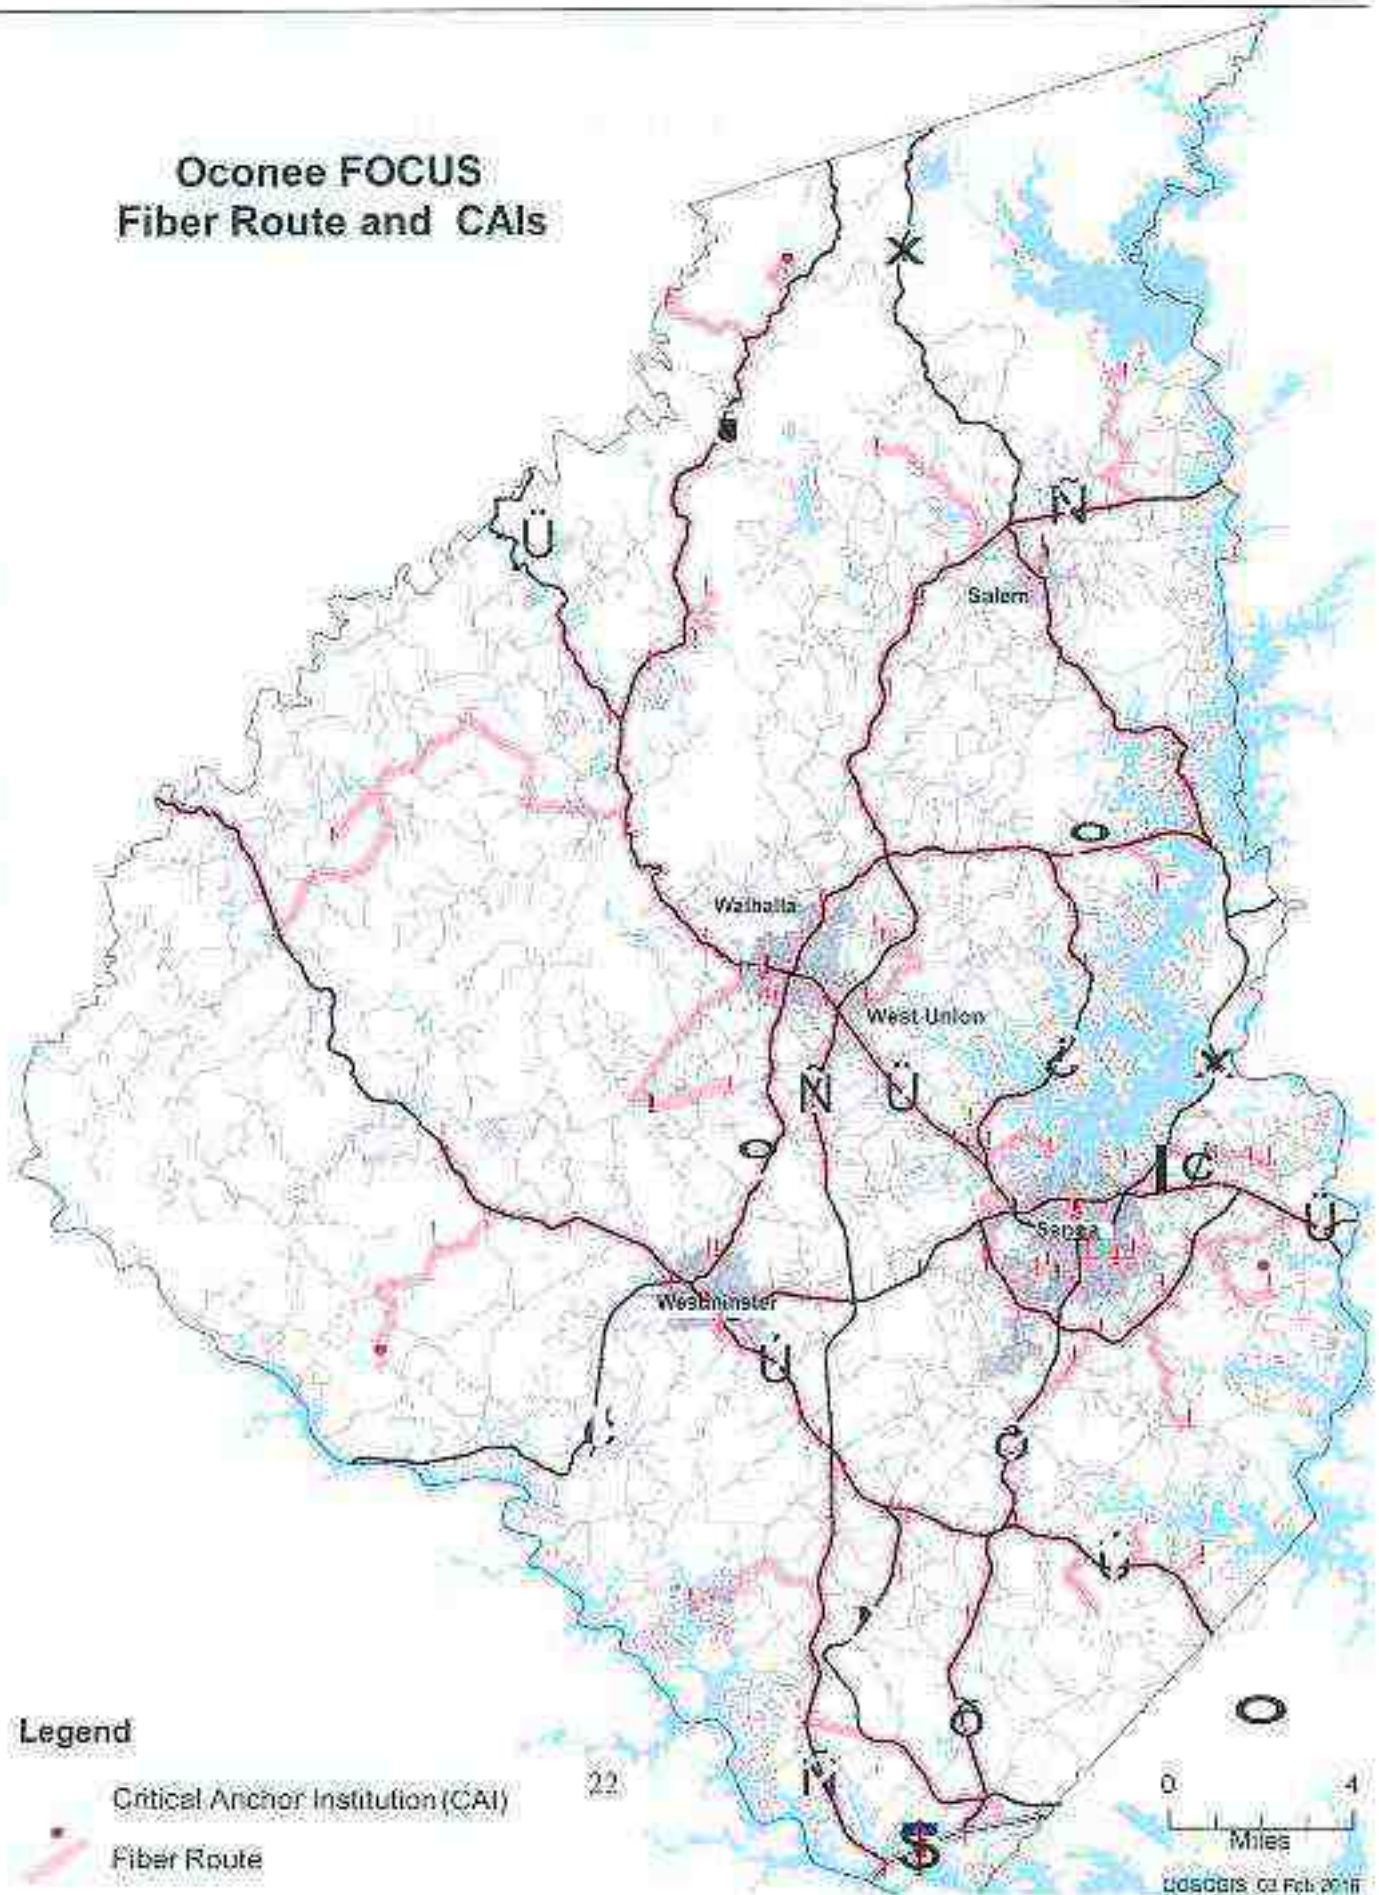 Oconee FOCUS
Fiber Route and CAIs
X
Ü
Ñ
Salem
Walhalla
West Union
Ñ
Ü
X
Ü
Westminster
Ú
Ö
Legend
Critical Anchor Institution (CAI)
Fiber Route
22
0 4
Miles